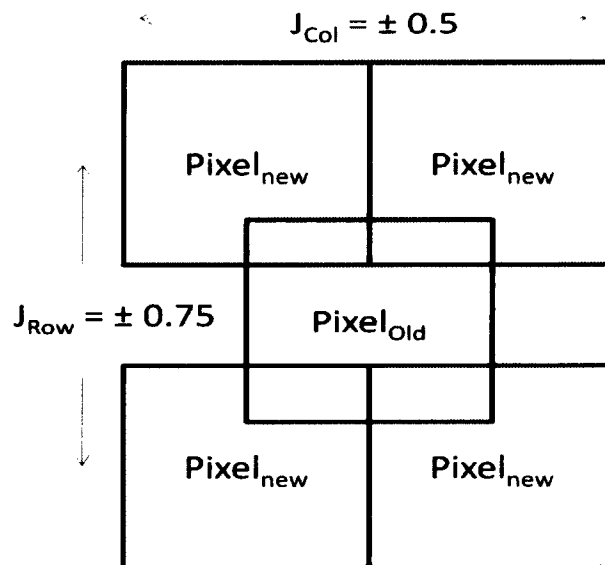 J_Col = ± 0.5
Pixel_new Pixel_new
J_Row = ± 0.75 Pixel_Old
Pixel_new Pixel_new